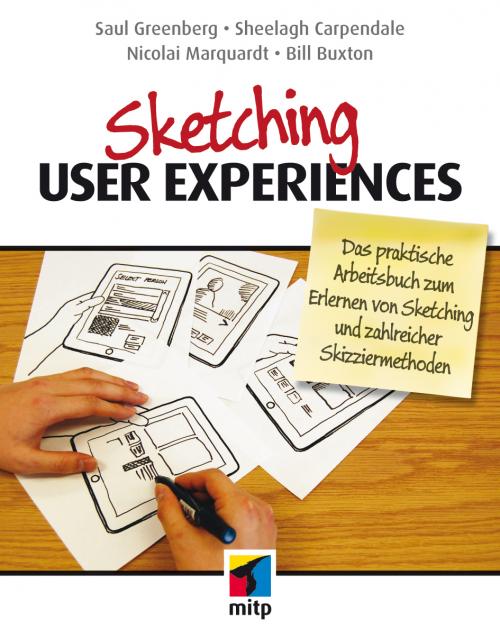 Saul Greenberg • Sheelagh Carpendale
Nicolai Marquardt • Bill Buxton
Sketching
USER EXPERIENCES
Das praktische
Arbeitsbuch zum
Erlernen von Sketching
und zahlreicher
Skizziermethoden
SELECT PERSON
mitp